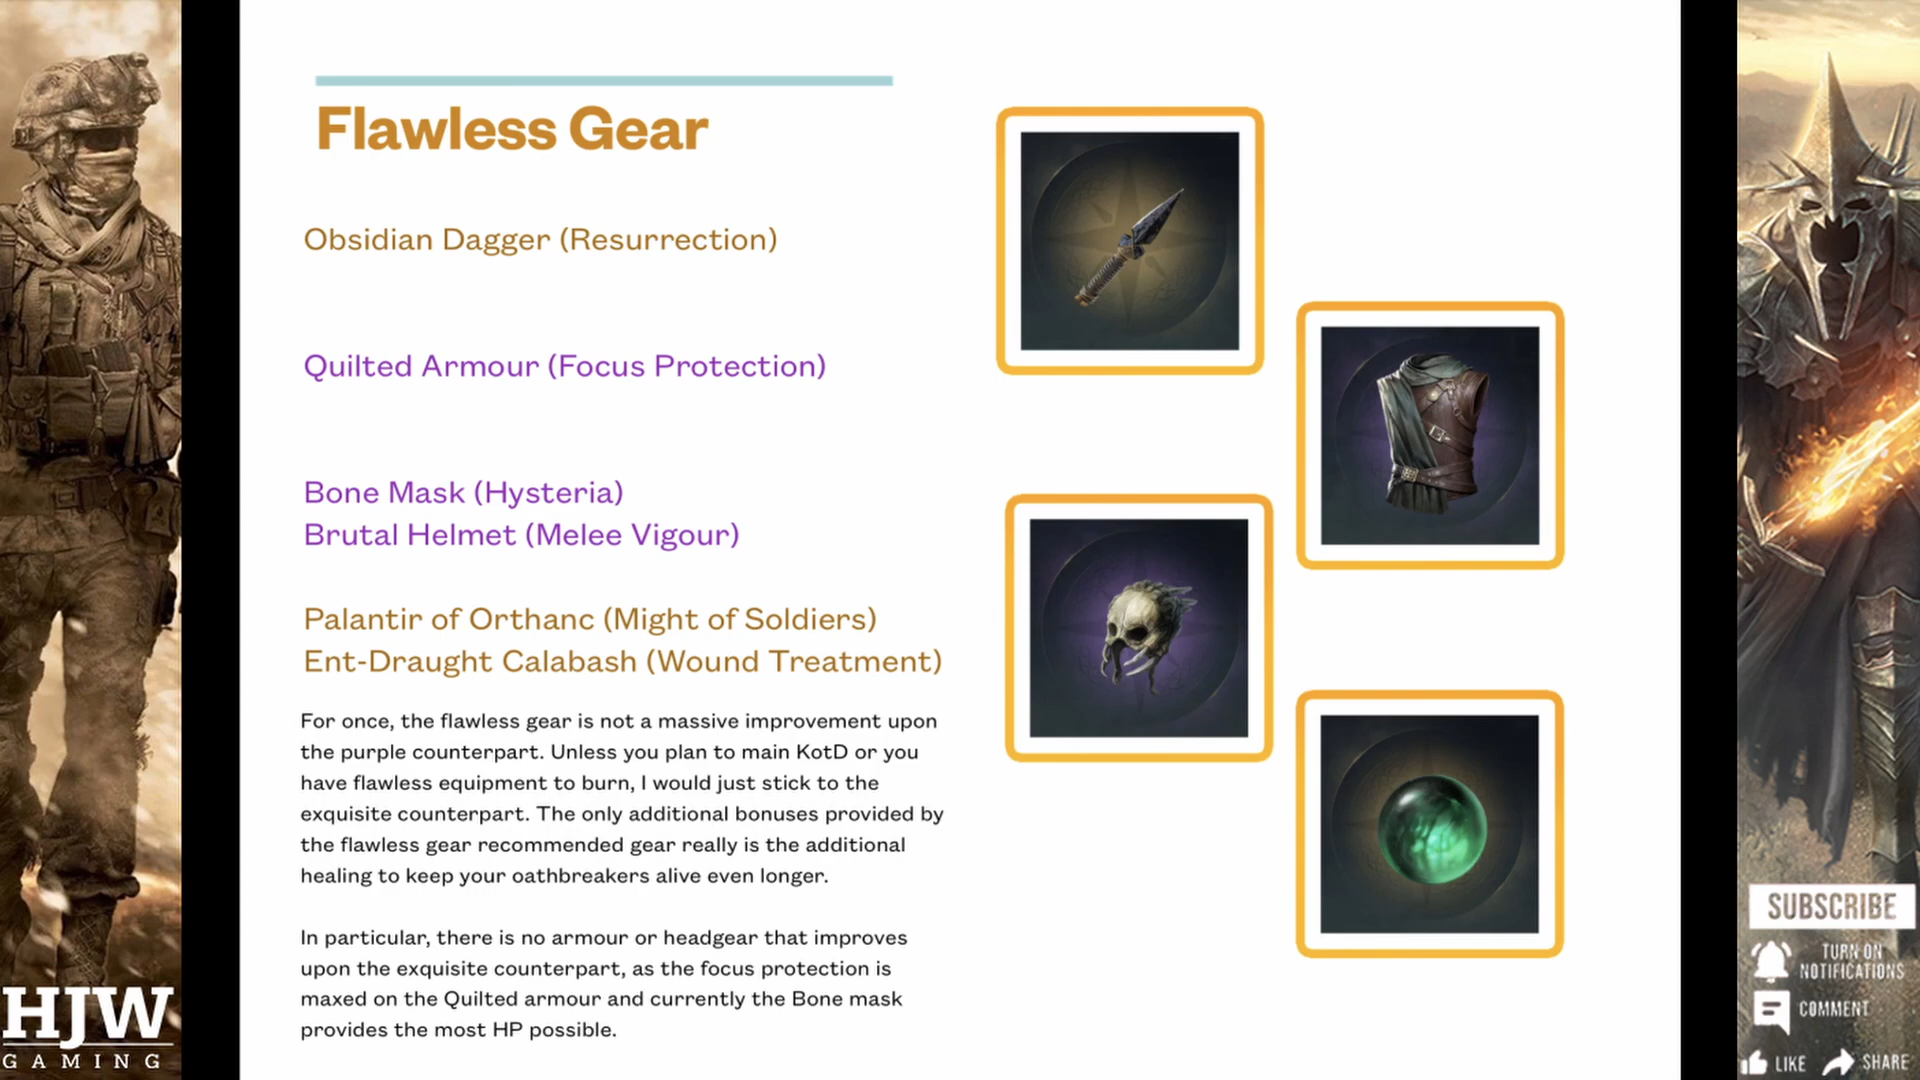 Flawless Gear
Obsidian Dagger (Resurrection)
Quilted Armour (Focus Protection)
Bone Mask (Hysteria)
Brutal Helmet (Melee Vigour)
Palantir of Orthanc (Might of Soldiers)
Ent-Draught Calabash (Wound Treatment)
For once, the flawless gear is not a massive improvement upon
the purple counterpart. Unless you plan to main KotD or you
have flawless equipment to burn, I would just stick to the
exquisite counterpart. The only additional bonuses provided by
the flawless gear recommended gear really is the additional
healing to keep your oathbreakers alive even longer.
In particular, there is no armour or headgear that improves
upon the exquisite counterpart, as the focus protection is
maxed on the Quilted armour and currently the Bone mask
provides the most HP possible.
HJW
GAMING
SUBSCRIBE
TURN ON
NOTIFICATIONS
COMMENT
LIKE
SHARE